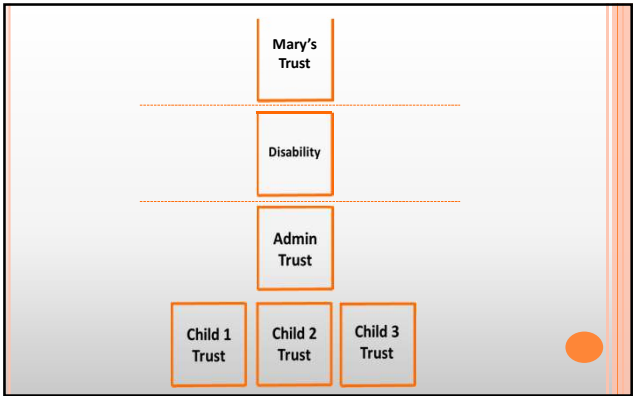 Mary's
Trust
Disability
Admin
Trust
Child 1
Trust
Child 2
Trust
Child 3
Trust